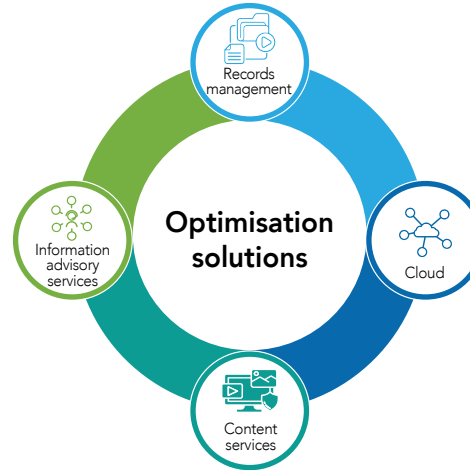 Records
management
Optimisation
solutions
Information
advisory
services
Cloud
Content
services